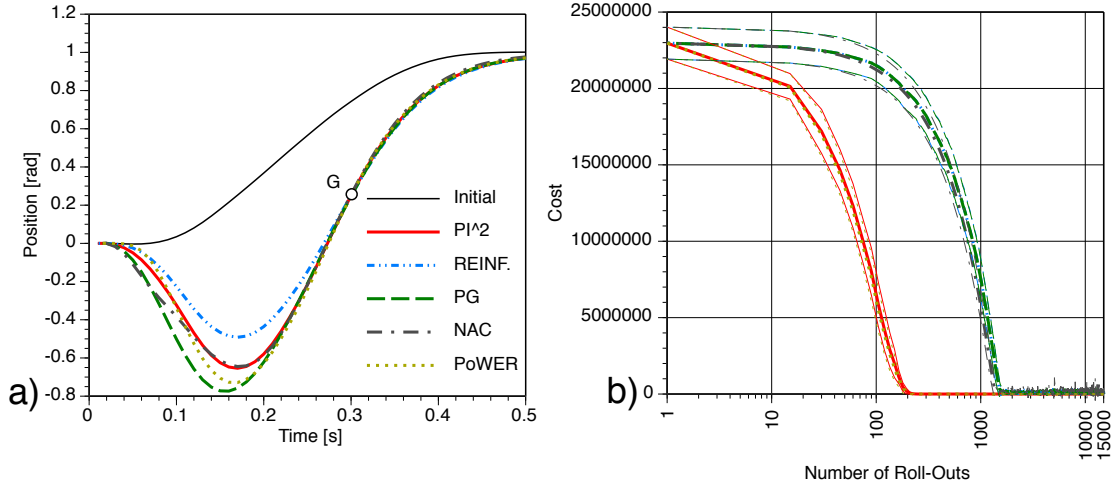 1.2
1
0.8
0.6
0.4
0.2
0
-0.2
-0.4
-0.6
-0.8
Position [rad]
0
0.1
0.2
0.3
0.4
0.5
Time [s]
G
Initial
PI^2
REINF.
PG
NAC
PoWER
a)
25000000
20000000
15000000
10000000
5000000
0
Cost
1
10
100
1000
10000
15000
Number of Roll-Outs
b)